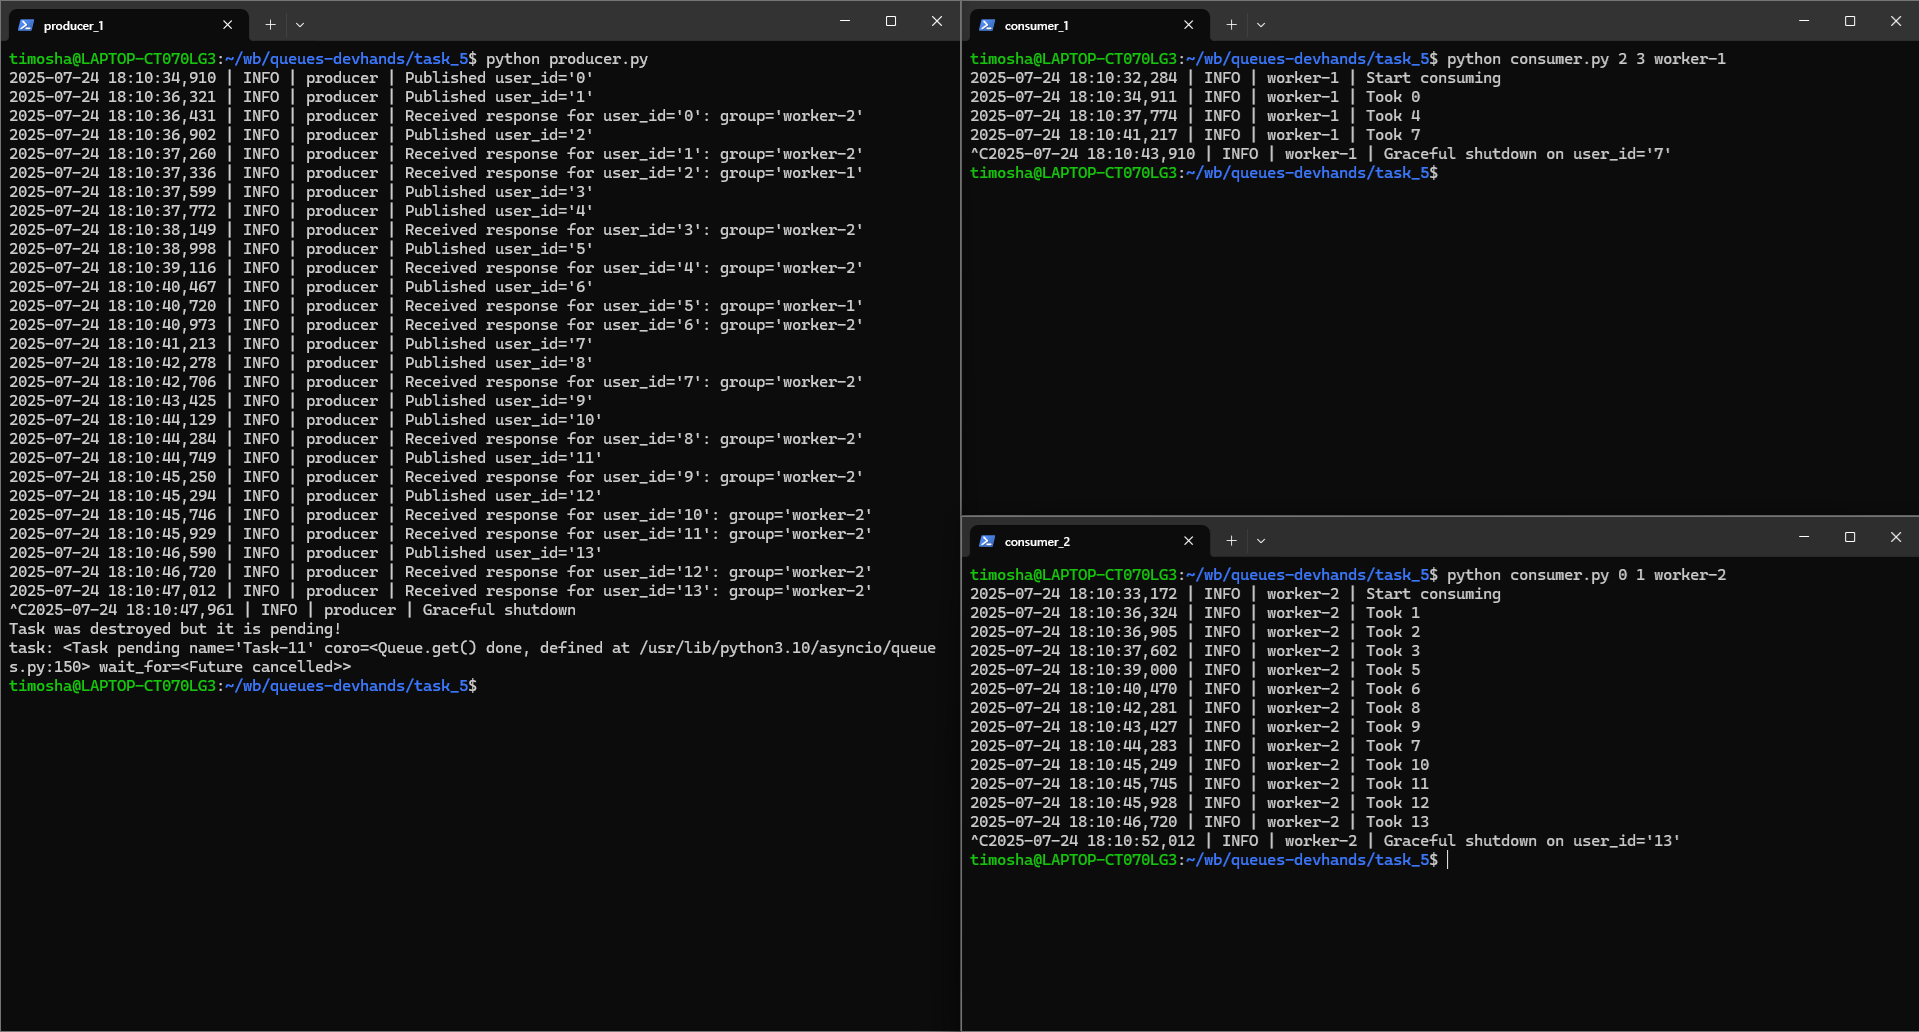 producer_1
timosha@LAPTOP-CT070LG3:~/wb/queues-devhands/task_5$ python producer.py
2025-07-24 18:10:34,910 | INFO | producer | Published user_id='0'
2025-07-24 18:10:36,321 | INFO | producer | Published user_id='1'
2025-07-24 18:10:36,431 | INFO | producer | Received response for user_id='0': group='worker-2'
2025-07-24 18:10:36,902 | INFO | producer | Published user_id='2'
2025-07-24 18:10:37,260 | INFO | producer | Received response for user_id='1': group='worker-2'
2025-07-24 18:10:37,336 | INFO | producer | Received response for user_id='2': group='worker-1'
2025-07-24 18:10:37,599 | INFO | producer | Published user_id='3'
2025-07-24 18:10:37,772 | INFO | producer | Published user_id='4'
2025-07-24 18:10:38,149 | INFO | producer | Received response for user_id='3': group='worker-2'
2025-07-24 18:10:38,998 | INFO | producer | Published user_id='5'
2025-07-24 18:10:39,116 | INFO | producer | Received response for user_id='4': group='worker-2'
2025-07-24 18:10:40,467 | INFO | producer | Published user_id='6'
2025-07-24 18:10:40,720 | INFO | producer | Received response for user_id='5': group='worker-1'
2025-07-24 18:10:40,973 | INFO | producer | Received response for user_id='6': group='worker-2'
2025-07-24 18:10:41,213 | INFO | producer | Published user_id='7'
2025-07-24 18:10:42,278 | INFO | producer | Published user_id='8'
2025-07-24 18:10:42,706 | INFO | producer | Received response for user_id='7': group='worker-2'
2025-07-24 18:10:43,425 | INFO | producer | Published user_id='9'
2025-07-24 18:10:44,129 | INFO | producer | Published user_id='10'
2025-07-24 18:10:44,284 | INFO | producer | Received response for user_id='8': group='worker-2'
2025-07-24 18:10:44,749 | INFO | producer | Published user_id='11'
2025-07-24 18:10:45,250 | INFO | producer | Received response for user_id='9': group='worker-2'
2025-07-24 18:10:45,294 | INFO | producer | Published user_id='12'
2025-07-24 18:10:45,746 | INFO | producer | Received response for user_id='10': group='worker-2'
2025-07-24 18:10:45,929 | INFO | producer | Received response for user_id='11': group='worker-2'
2025-07-24 18:10:46,590 | INFO | producer | Published user_id='13'
2025-07-24 18:10:46,720 | INFO | producer | Received response for user_id='12': group='worker-2'
2025-07-24 18:10:47,012 | INFO | producer | Received response for user_id='13': group='worker-2'
^C2025-07-24 18:10:47,961 | INFO | producer | Graceful shutdown
Task was destroyed but it is pending!
task: <Task pending name='Task-11' coro=<Queue.get() done, defined at /usr/lib/python3.10/asyncio/queue
s.py:150> wait_for=<Future cancelled>>
timosha@LAPTOP-CT070LG3:~/wb/queues-devhands/task_5$
consumer_1
timosha@LAPTOP-CT070LG3:~/wb/queues-devhands/task_5$ python consumer.py 2 3 worker-1
2025-07-24 18:10:32,284 | INFO | worker-1 | Start consuming
2025-07-24 18:10:34,911 | INFO | worker-1 | Took 0
2025-07-24 18:10:37,774 | INFO | worker-1 | Took 4
2025-07-24 18:10:41,217 | INFO | worker-1 | Took 7
^C2025-07-24 18:10:43,910 | INFO | worker-1 | Graceful shutdown on user_id='7'
timosha@LAPTOP-CT070LG3:~/wb/queues-devhands/task_5$
consumer_2
timosha@LAPTOP-CT070LG3:~/wb/queues-devhands/task_5$ python consumer.py 0 1 worker-2
2025-07-24 18:10:33,172 | INFO | worker-2 | Start consuming
2025-07-24 18:10:36,324 | INFO | worker-2 | Took 1
2025-07-24 18:10:36,905 | INFO | worker-2 | Took 2
2025-07-24 18:10:37,602 | INFO | worker-2 | Took 3
2025-07-24 18:10:39,000 | INFO | worker-2 | Took 5
2025-07-24 18:10:40,470 | INFO | worker-2 | Took 6
2025-07-24 18:10:42,281 | INFO | worker-2 | Took 8
2025-07-24 18:10:43,427 | INFO | worker-2 | Took 9
2025-07-24 18:10:44,283 | INFO | worker-2 | Took 7
2025-07-24 18:10:45,249 | INFO | worker-2 | Took 10
2025-07-24 18:10:45,745 | INFO | worker-2 | Took 11
2025-07-24 18:10:45,928 | INFO | worker-2 | Took 12
2025-07-24 18:10:46,720 | INFO | worker-2 | Took 13
^C2025-07-24 18:10:52,012 | INFO | worker-2 | Graceful shutdown on user_id='13'
timosha@LAPTOP-CT070LG3:~/wb/queues-devhands/task_5$